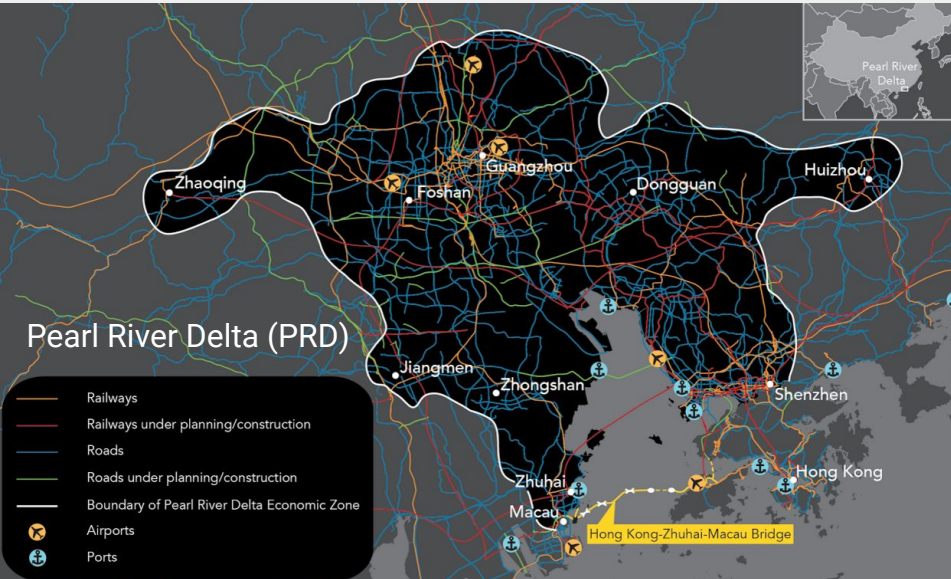 Pearl River
Delta
Guangzhou
Zhaoqing
Foshan
Dongguan
Huizhou
Pearl River Delta (PRD)
Jiangmen
Zhongshan
Shenzhen
Zhuhai
Hong Kong
Macau
Hong Kong-Zhuhai-Macau Bridge
Railways
Railways under planning/construction
Roads
Roads under planning/construction
Boundary of Pearl River Delta Economic Zone
Airports
Ports